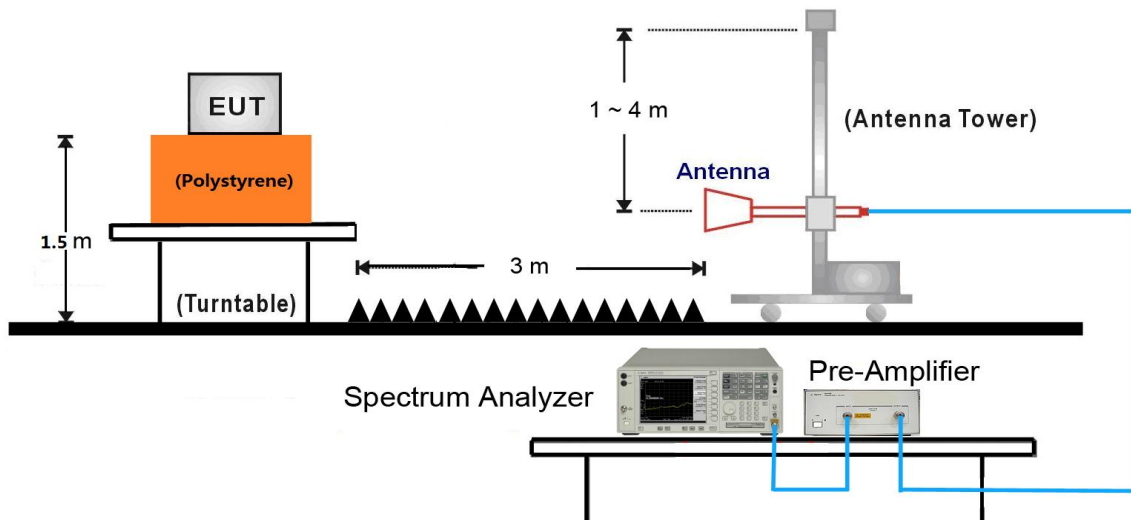 EUT
(Polystyrene)
1.5 m
(Turntable)
3 m
1 ~ 4 m
(Antenna Tower)
Antenna
Spectrum Analyzer
Pre-Amplifier